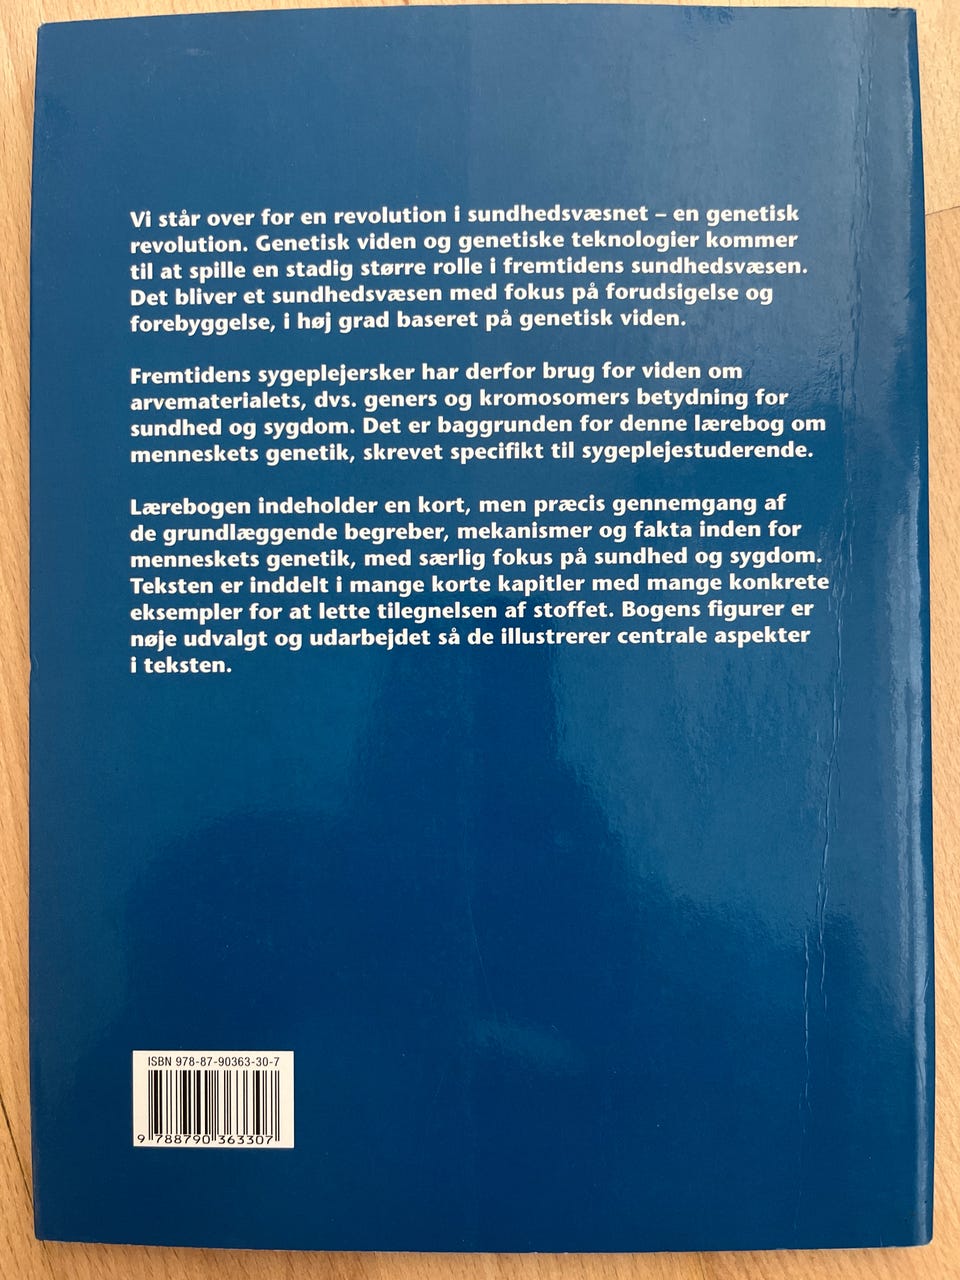 Vi står over for en revolution i sundhedsvæsnet – en genetisk
revolution. Genetisk viden og genetiske teknologier kommer
til at spille en stadig større rolle i fremtidens sundhedsvæsen.
Det bliver et sundhedsvæsen med fokus på forudsigelse og
forebyggelse, i høj grad baseret på genetisk viden.
Fremtidens sygeplejersker har derfor brug for viden om
arvematerialets, dvs. geners og kromosomers betydning for
sundhed og sygdom. Det er baggrunden for denne lærebog om
menneskets genetik, skrevet specifikt til sygeplejestuderende.
Lærebogen indeholder en kort, men præcis gennemgang af
de grundlæggende begreber, mekanismer og fakta inden for
menneskets genetik, med særlig fokus på sundhed og sygdom.
Teksten er inddelt i mange korte kapitler med mange konkrete
eksempler for at lette tilegnelsen af stoffet. Bogens figurer er
nøje udvalgt og udarbejdet så de illustrerer centrale aspekter
i teksten.
ISBN 978-87-90363-30-7
9 788790 363307